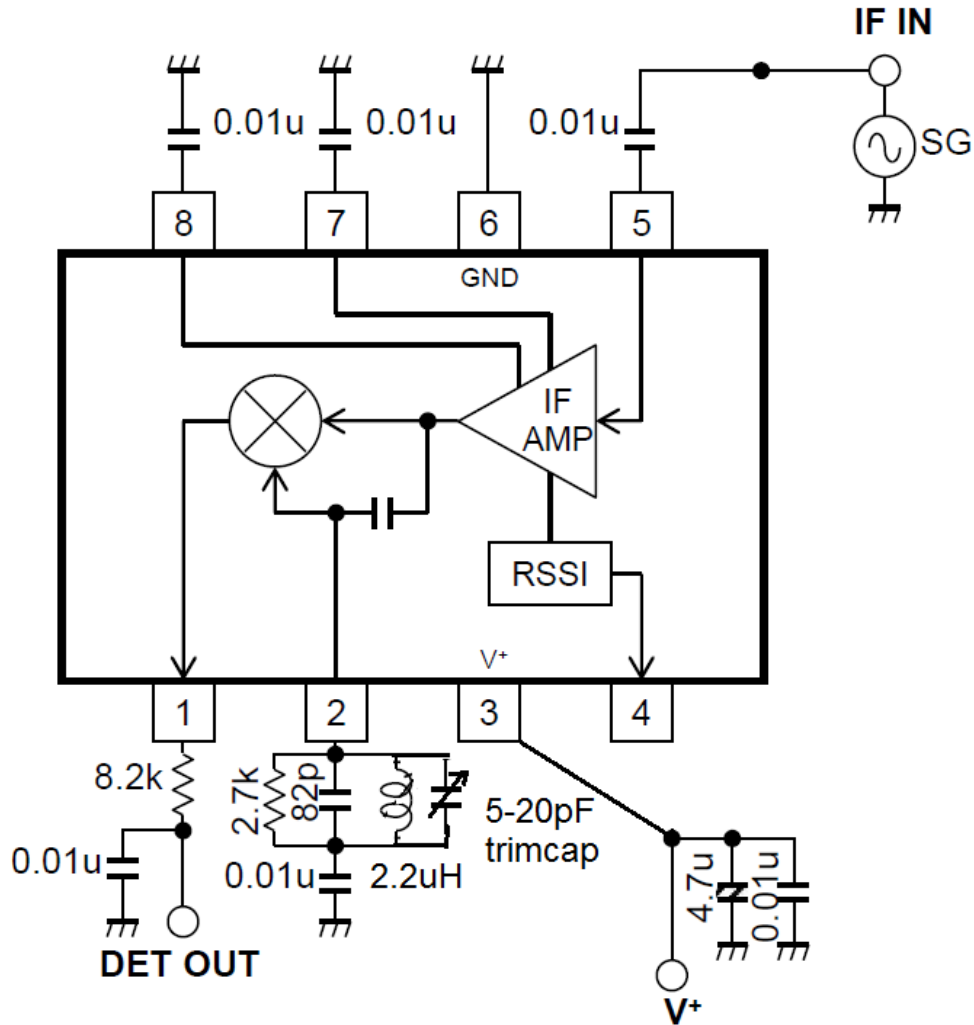 IF IN
0.01u
0.01u
0.01u
SG
8
7
6
5
GND
IF
AMP
RSSI
V+
1
2
3
4
8.2k
2.7k
82p
5-20pF
trimcap
0.01u
0.01u
2.2uH
4.7u
0.01u
DET OUT
V+